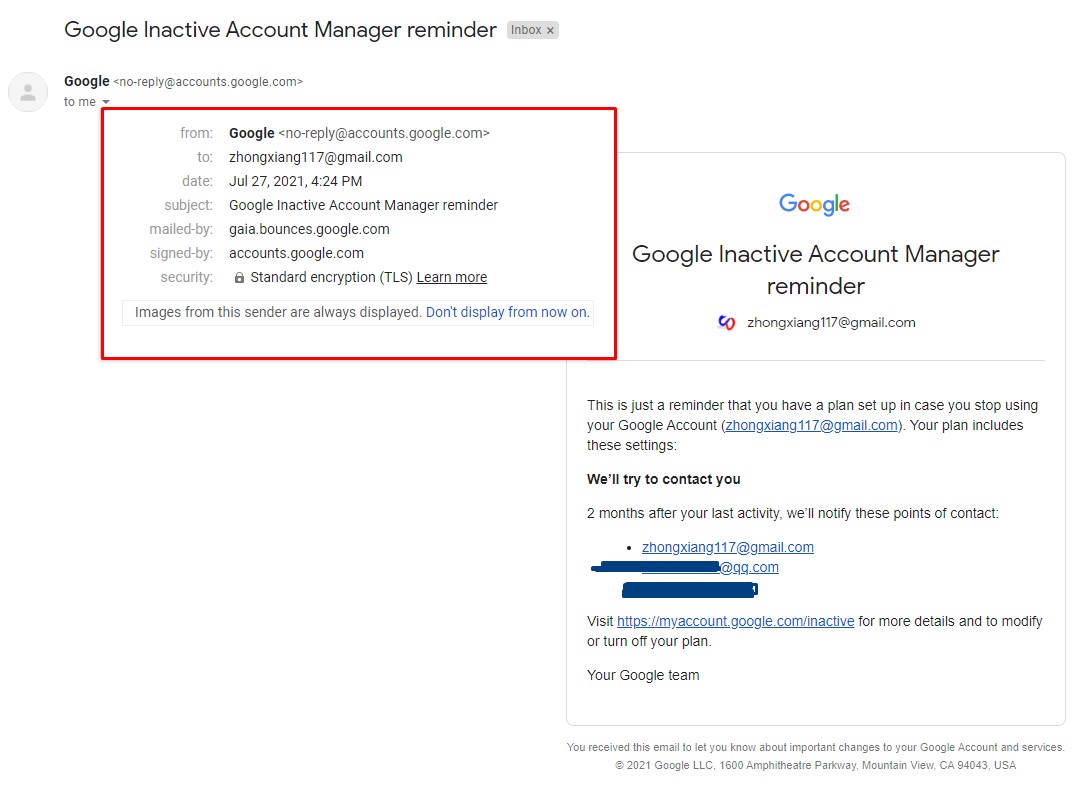 Google Inactive Account Manager reminder Inbox x
Google <no-reply@accounts.google.com>
to me
from: Google <no-reply@accounts.google.com>
to: zhongxiang117@gmail.com
date: Jul 27, 2021, 4:24 PM
subject: Google Inactive Account Manager reminder
mailed-by: gaia.bounces.google.com
signed-by: accounts.google.com
security: Standard encryption (TLS) Learn more
Images from this sender are always displayed. Don't display from now on.
Google
Google Inactive Account Manager
reminder
zhongxiang117@gmail.com
This is just a reminder that you have a plan set up in case you stop using
your Google Account (zhongxiang117@gmail.com). Your plan includes
these settings:
We’ll try to contact you
2 months after your last activity, we’ll notify these points of contact:
• zhongxiang117@gmail.com
@qq.com
Visit https://myaccount.google.com/inactive for more details and to modify
or turn off your plan.
Your Google team
You received this email to let you know about important changes to your Google Account and services.
© 2021 Google LLC, 1600 Amphitheatre Parkway, Mountain View, CA 94043, USA